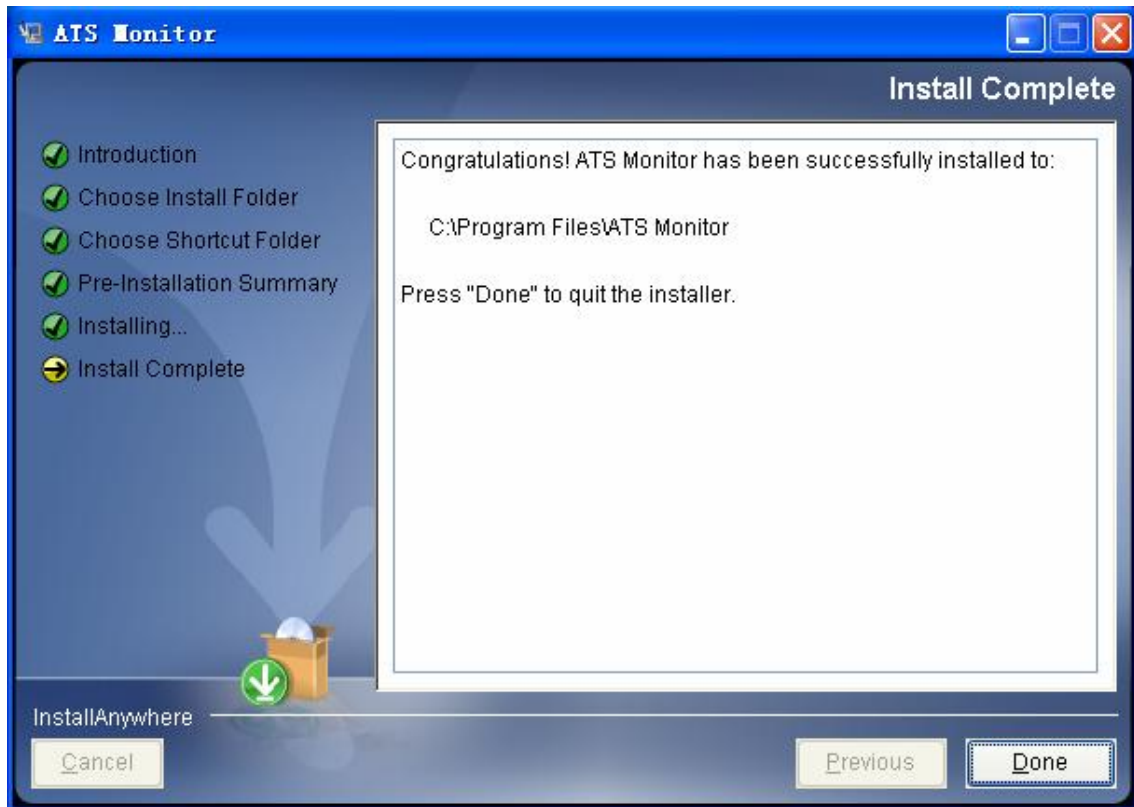 ATS Monitor
Install Complete
Introduction
Choose Install Folder
Choose Shortcut Folder
Pre-Installation Summary
Installing...
Install Complete
Congratulations! ATS Monitor has been successfully installed to:
C:\Program Files\ATS Monitor
Press "Done" to quit the installer.
InstallAnywhere
Cancel
Previous
Done